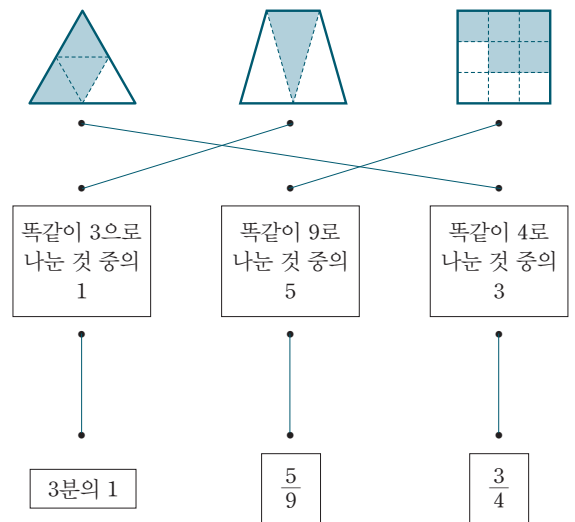 똑같이 3으로
나눈 것 중의
1
똑같이 9로
나눈 것 중의
5
똑같이 4로
나눈 것 중의
3
3분의 1
5
9
3
4